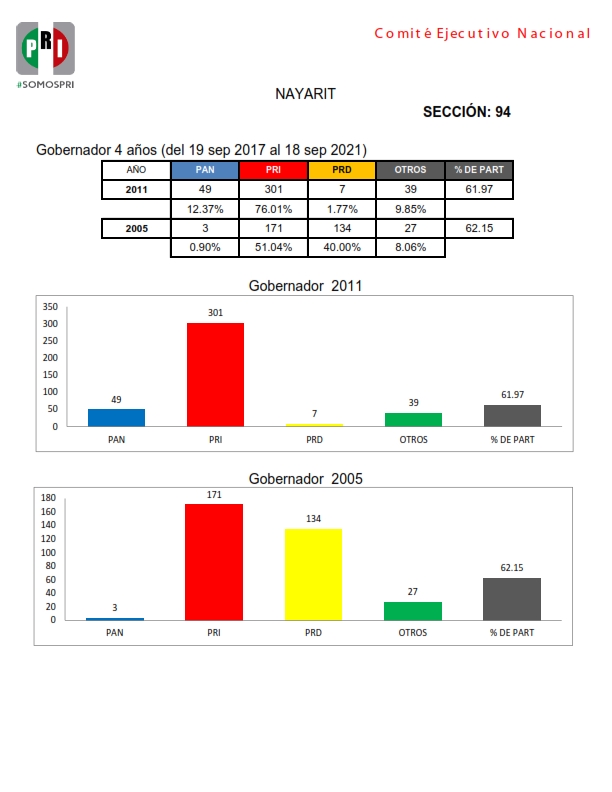 PRI
#SOMOSPRI
Comité Ejecutivo Nacional
NAYARIT
SECCIÓN: 94
Gobernador 4 años (del 19 sep 2017 al 18 sep 2021)
AÑO PAN PRI PRD OTROS % DE PART
2011 49 301 7 39 61.97
12.37% 76.01% 1.77% 9.85%
2005 3 171 134 27 62.15
0.90% 51.04% 40.00% 8.06%
Gobernador 2011
350
300
250
200
150
100
50
0
49
301
7
39
61.97
PAN PRI PRD OTROS % DE PART
Gobernador 2005
180
160
140
120
100
80
60
40
20
0
3
171
134
27
62.15
PAN PRI PRD OTROS % DE PART